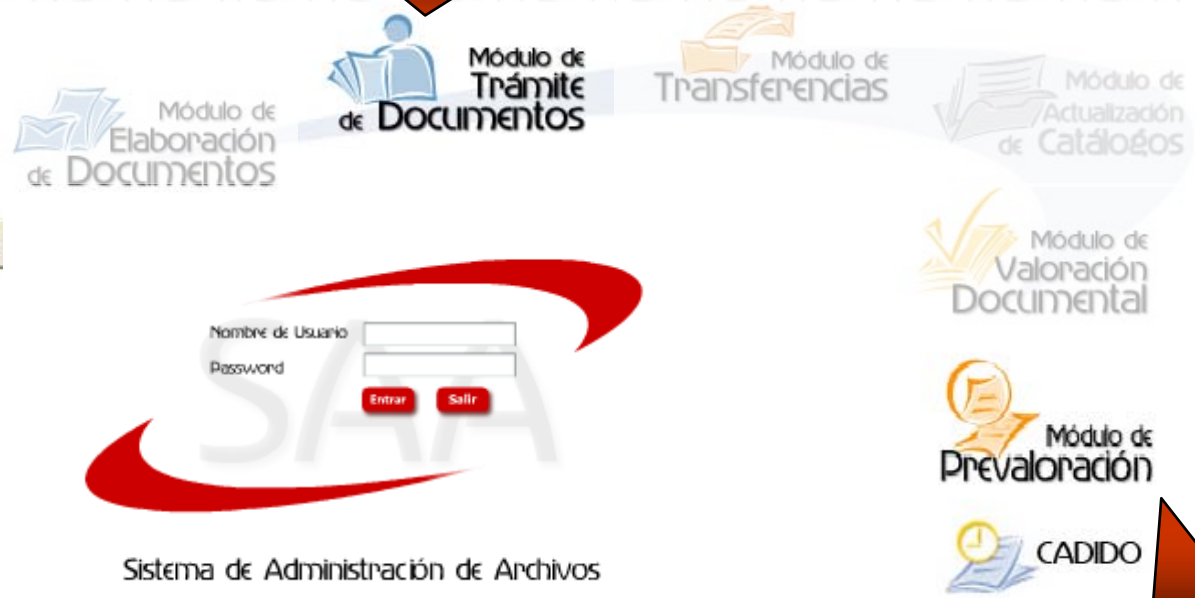 Módulo de
Elaboración
de Documentos
Módulo de
Trámite
de Documentos
Módulo de
Transferencias
Módulo de
Actualización
de Catálogos
Módulo de
Valoración
Documental
SAA
Nombre de Usuario
Password
Entrar Salir
Módulo de
Prevaloración
CADIDO
Sistema de Administración de Archivos